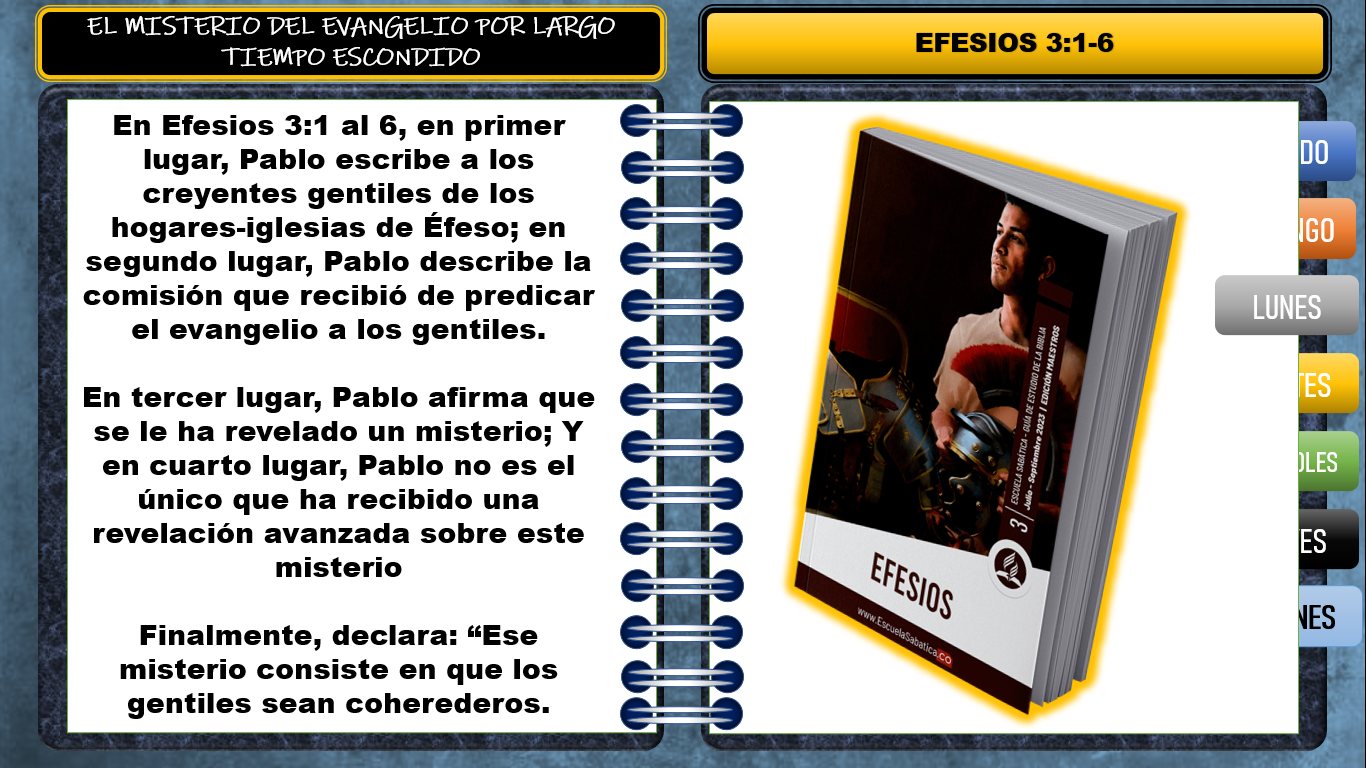 EL MISTERIO DEL EVANGELIO POR LARGO
TIEMPO ESCONDIDO
EFESIOS 3:1-6
En Efesios 3:1 al 6, en primer
lugar, Pablo escribe a los
creyentes gentiles de los
hogares-iglesias de Éfeso; en
segundo lugar, Pablo describe la
comisión que recibió de predicar
el evangelio a los gentiles.
En tercer lugar, Pablo afirma que
se le ha revelado un misterio; Y
en cuarto lugar, Pablo no es el
único que ha recibido una
revelación avanzada sobre este
misterio
Finalmente, declara: “Ese
misterio consiste en que los
gentiles sean coherederos.
3
ESCUELA SABÁTICA - GUÍA DE ESTUDIO DE LA BIBLIA
Julio - Septiembre 2023 | EDICIÓN MAESTROS
EFESIOS
www.EscuelaSabatica.co
DO
NGO
LUNES
TES
OLES
ES
NES